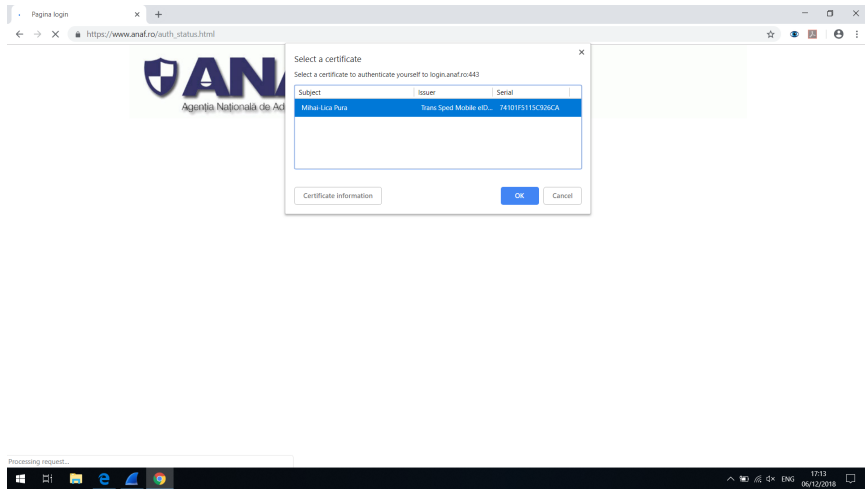 Pagina login
https://www.anaf.ro/auth_status.html
ANA
Agenția Națională de Ad
Select a certificate
Select a certificate to authenticate yourself to login.anaf.ro:443
Subject Issuer Serial
Mihai-Lica Pura Trans Sped Mobile eID... 74101F5115C926CA
Certificate information OK Cancel
Processing request...
ENG 17:13
06/12/2018